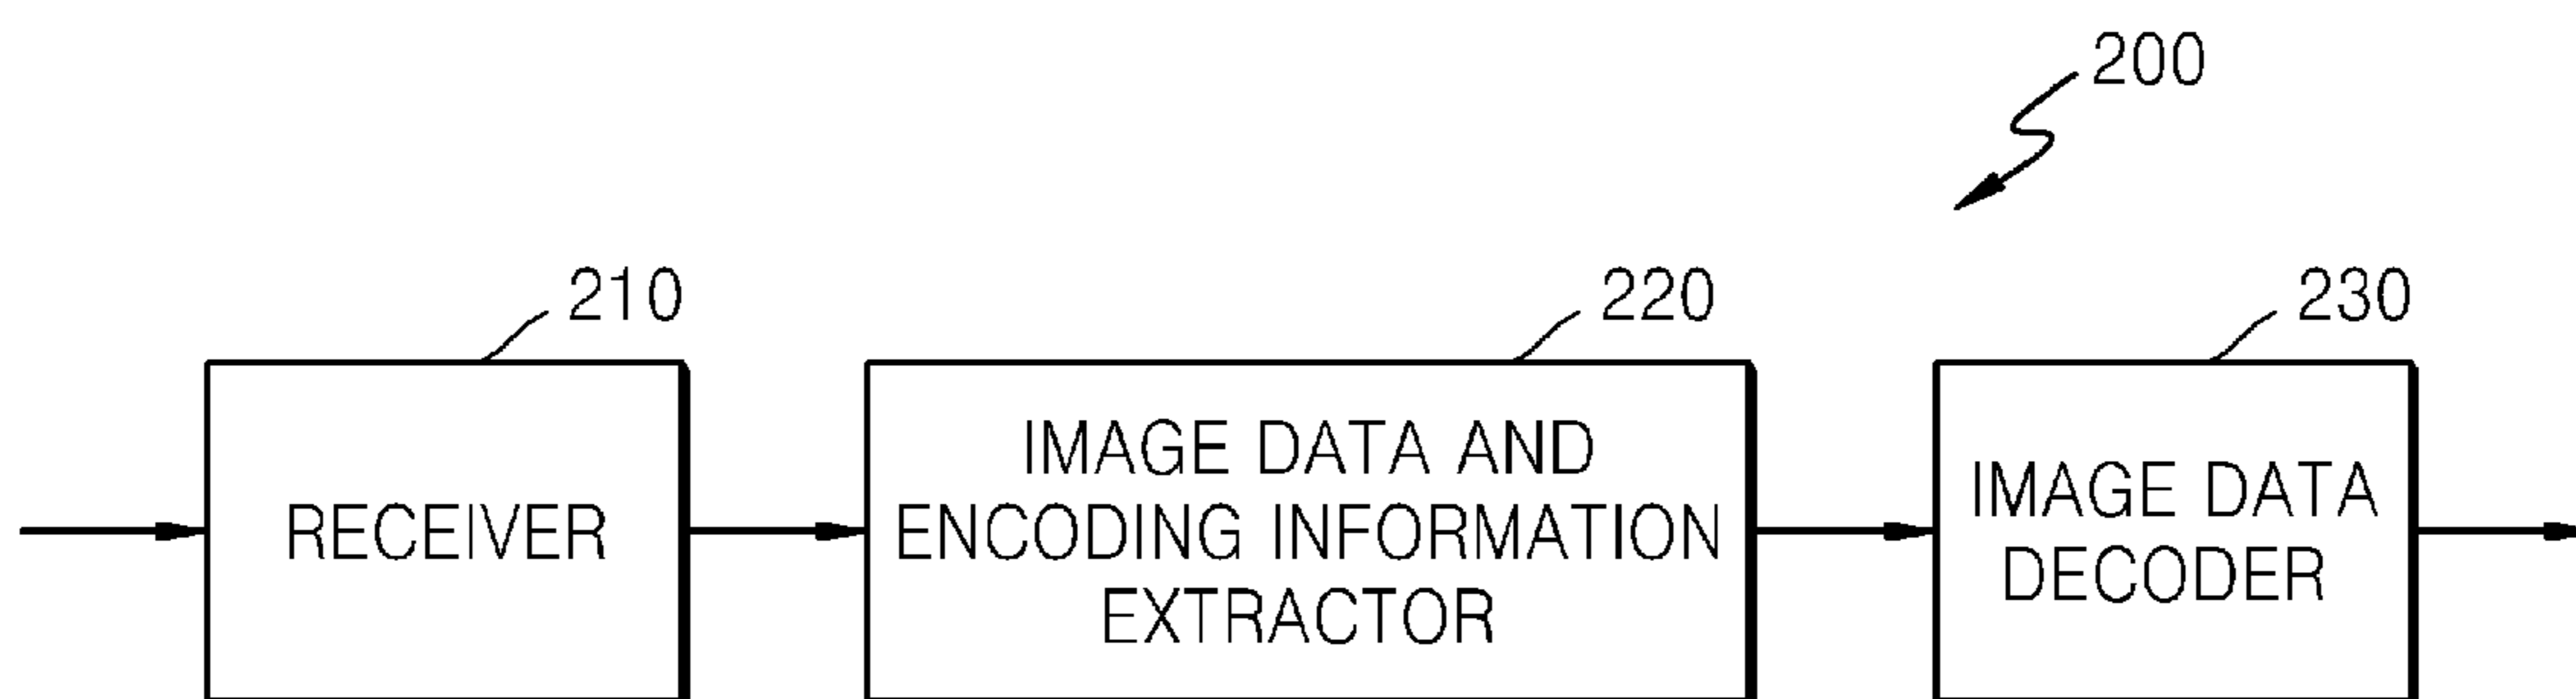 200
210
220
230
RECEIVER
IMAGE DATA AND
ENCODING INFORMATION
EXTRACTOR
IMAGE DATA
DECODER